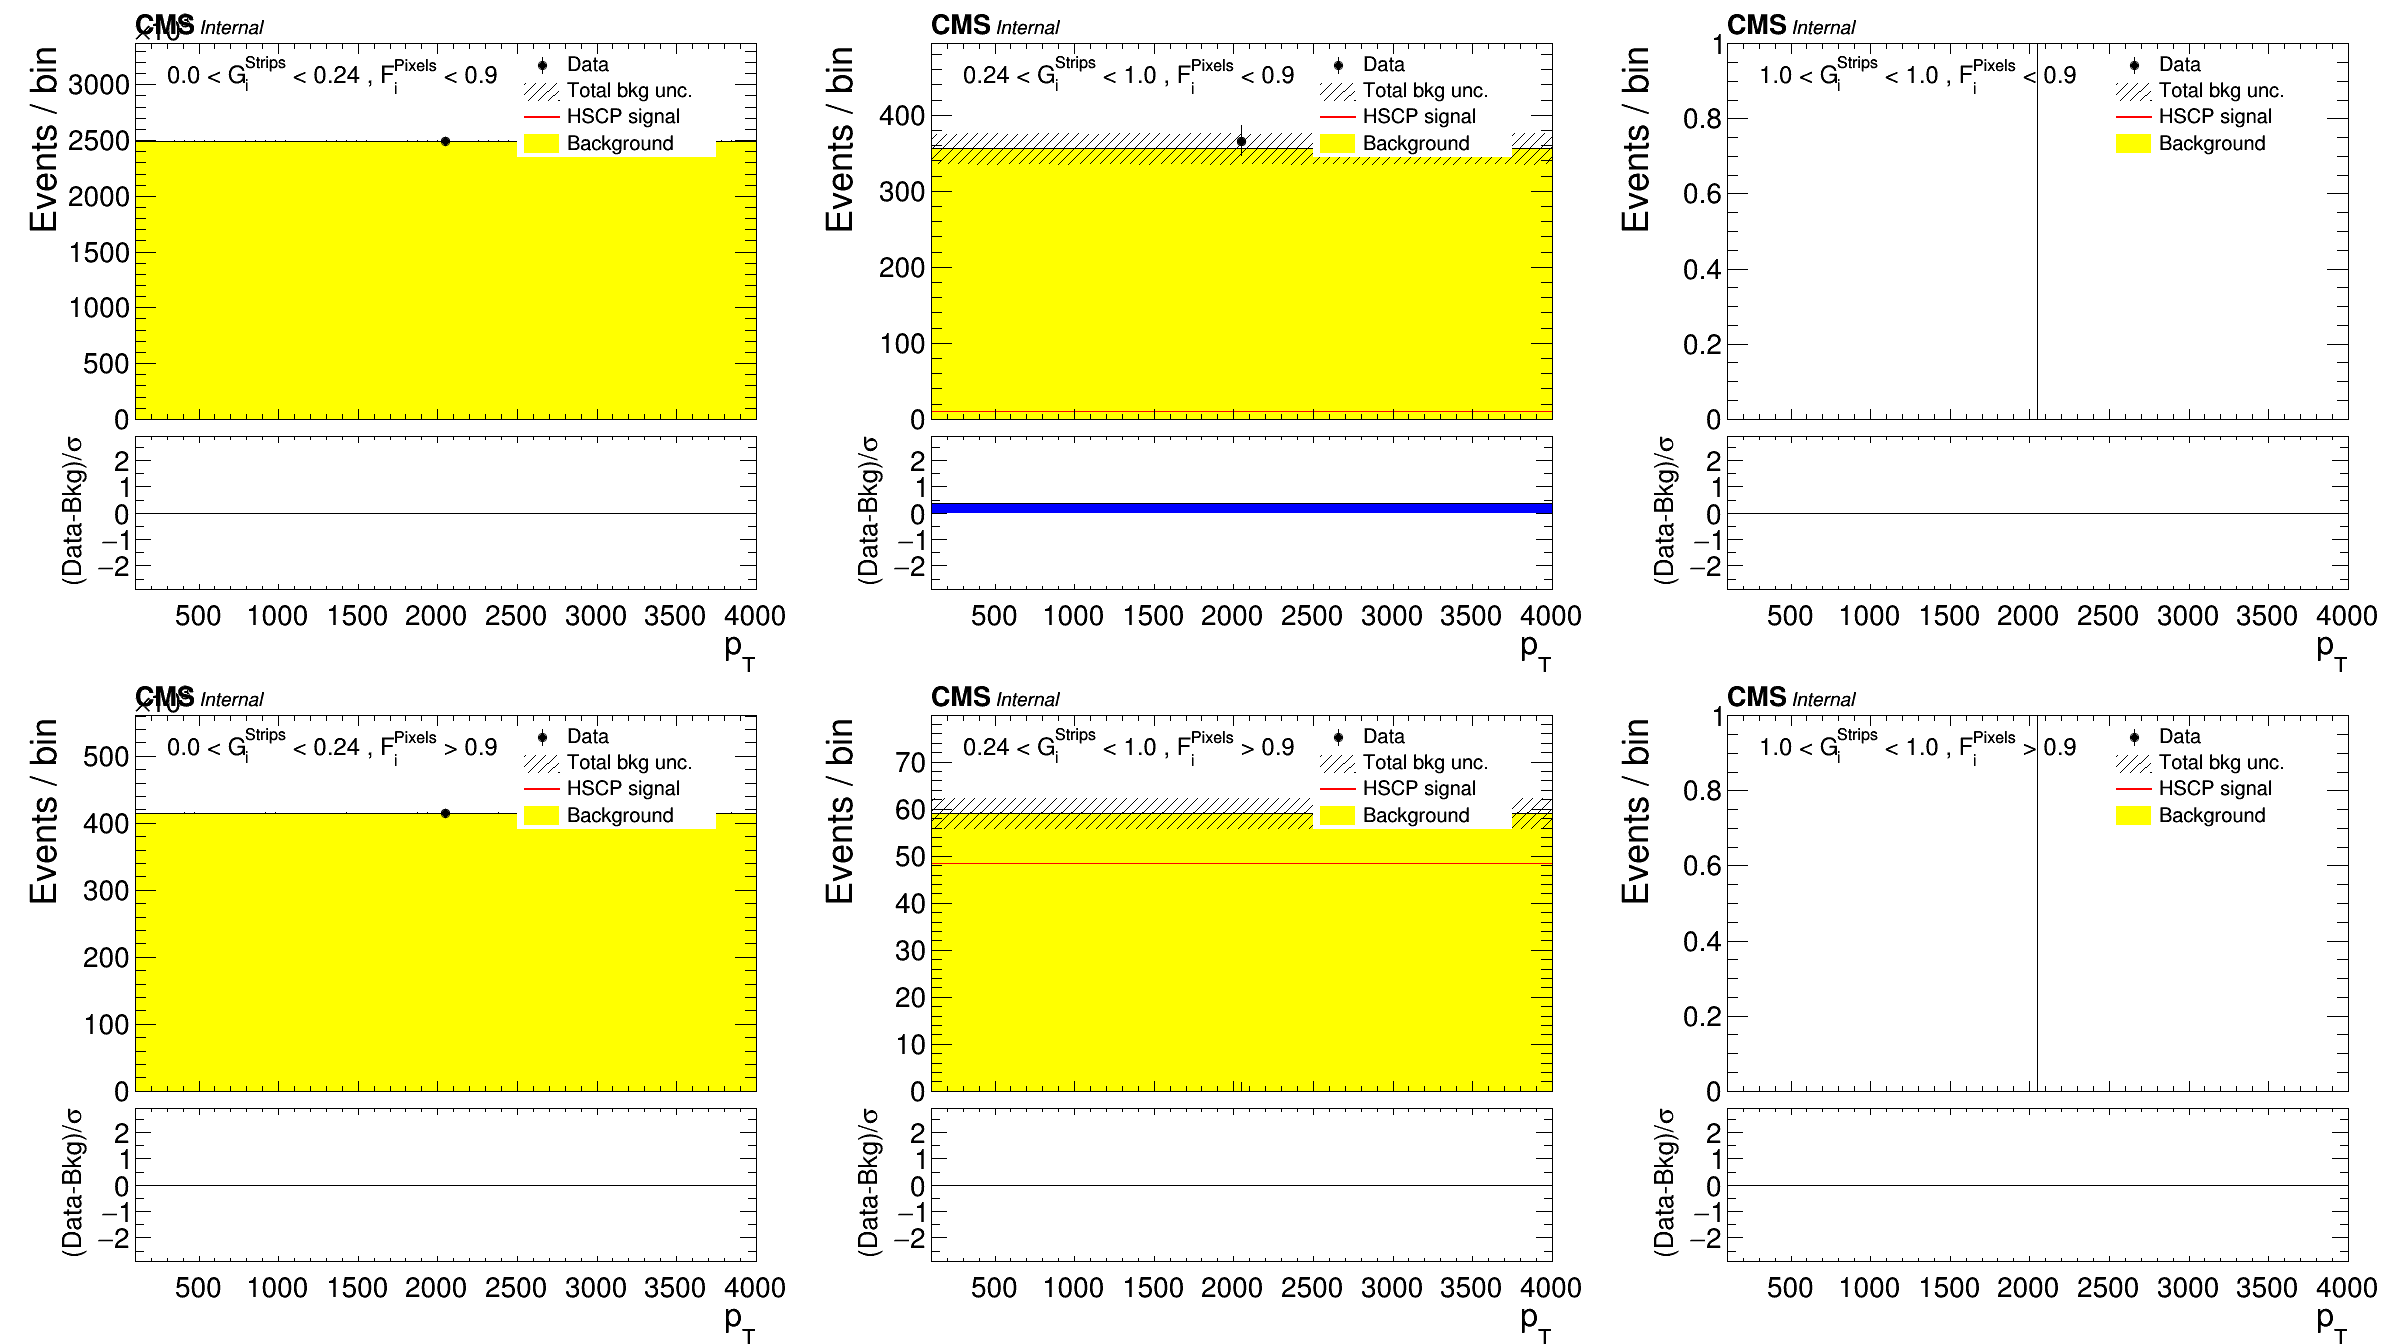 CMS Internal
×10³
0.0 < G_i^Strips < 0.24 , F_i^Pixels < 0.9
Data
Total bkg unc.
HSCP signal
Background
Events / bin
3000
2500
2000
1500
1000
500
0
(Data-Bkg)/σ
2
1
0
−1
−2
500 1000 1500 2000 2500 3000 3500 4000
p_T
CMS Internal
0.24 < G_i^Strips < 1.0 , F_i^Pixels < 0.9
Data
Total bkg unc.
HSCP signal
Background
Events / bin
400
300
200
100
0
(Data-Bkg)/σ
2
1
0
−1
−2
500 1000 1500 2000 2500 3000 3500 4000
p_T
CMS Internal
1.0 < G_i^Strips < 1.0 , F_i^Pixels < 0.9
Data
Total bkg unc.
HSCP signal
Background
Events / bin
1
0.8
0.6
0.4
0.2
0
(Data-Bkg)/σ
2
1
0
−1
−2
500 1000 1500 2000 2500 3000 3500 4000
p_T
CMS Internal
×10³
0.0 < G_i^Strips < 0.24 , F_i^Pixels > 0.9
Data
Total bkg unc.
HSCP signal
Background
Events / bin
500
400
300
200
100
0
(Data-Bkg)/σ
2
1
0
−1
−2
500 1000 1500 2000 2500 3000 3500 4000
p_T
CMS Internal
0.24 < G_i^Strips < 1.0 , F_i^Pixels > 0.9
Data
Total bkg unc.
HSCP signal
Background
Events / bin
70
60
50
40
30
20
10
0
(Data-Bkg)/σ
2
1
0
−1
−2
500 1000 1500 2000 2500 3000 3500 4000
p_T
CMS Internal
1.0 < G_i^Strips < 1.0 , F_i^Pixels > 0.9
Data
Total bkg unc.
HSCP signal
Background
Events / bin
1
0.8
0.6
0.4
0.2
0
(Data-Bkg)/σ
2
1
0
−1
−2
500 1000 1500 2000 2500 3000 3500 4000
p_T